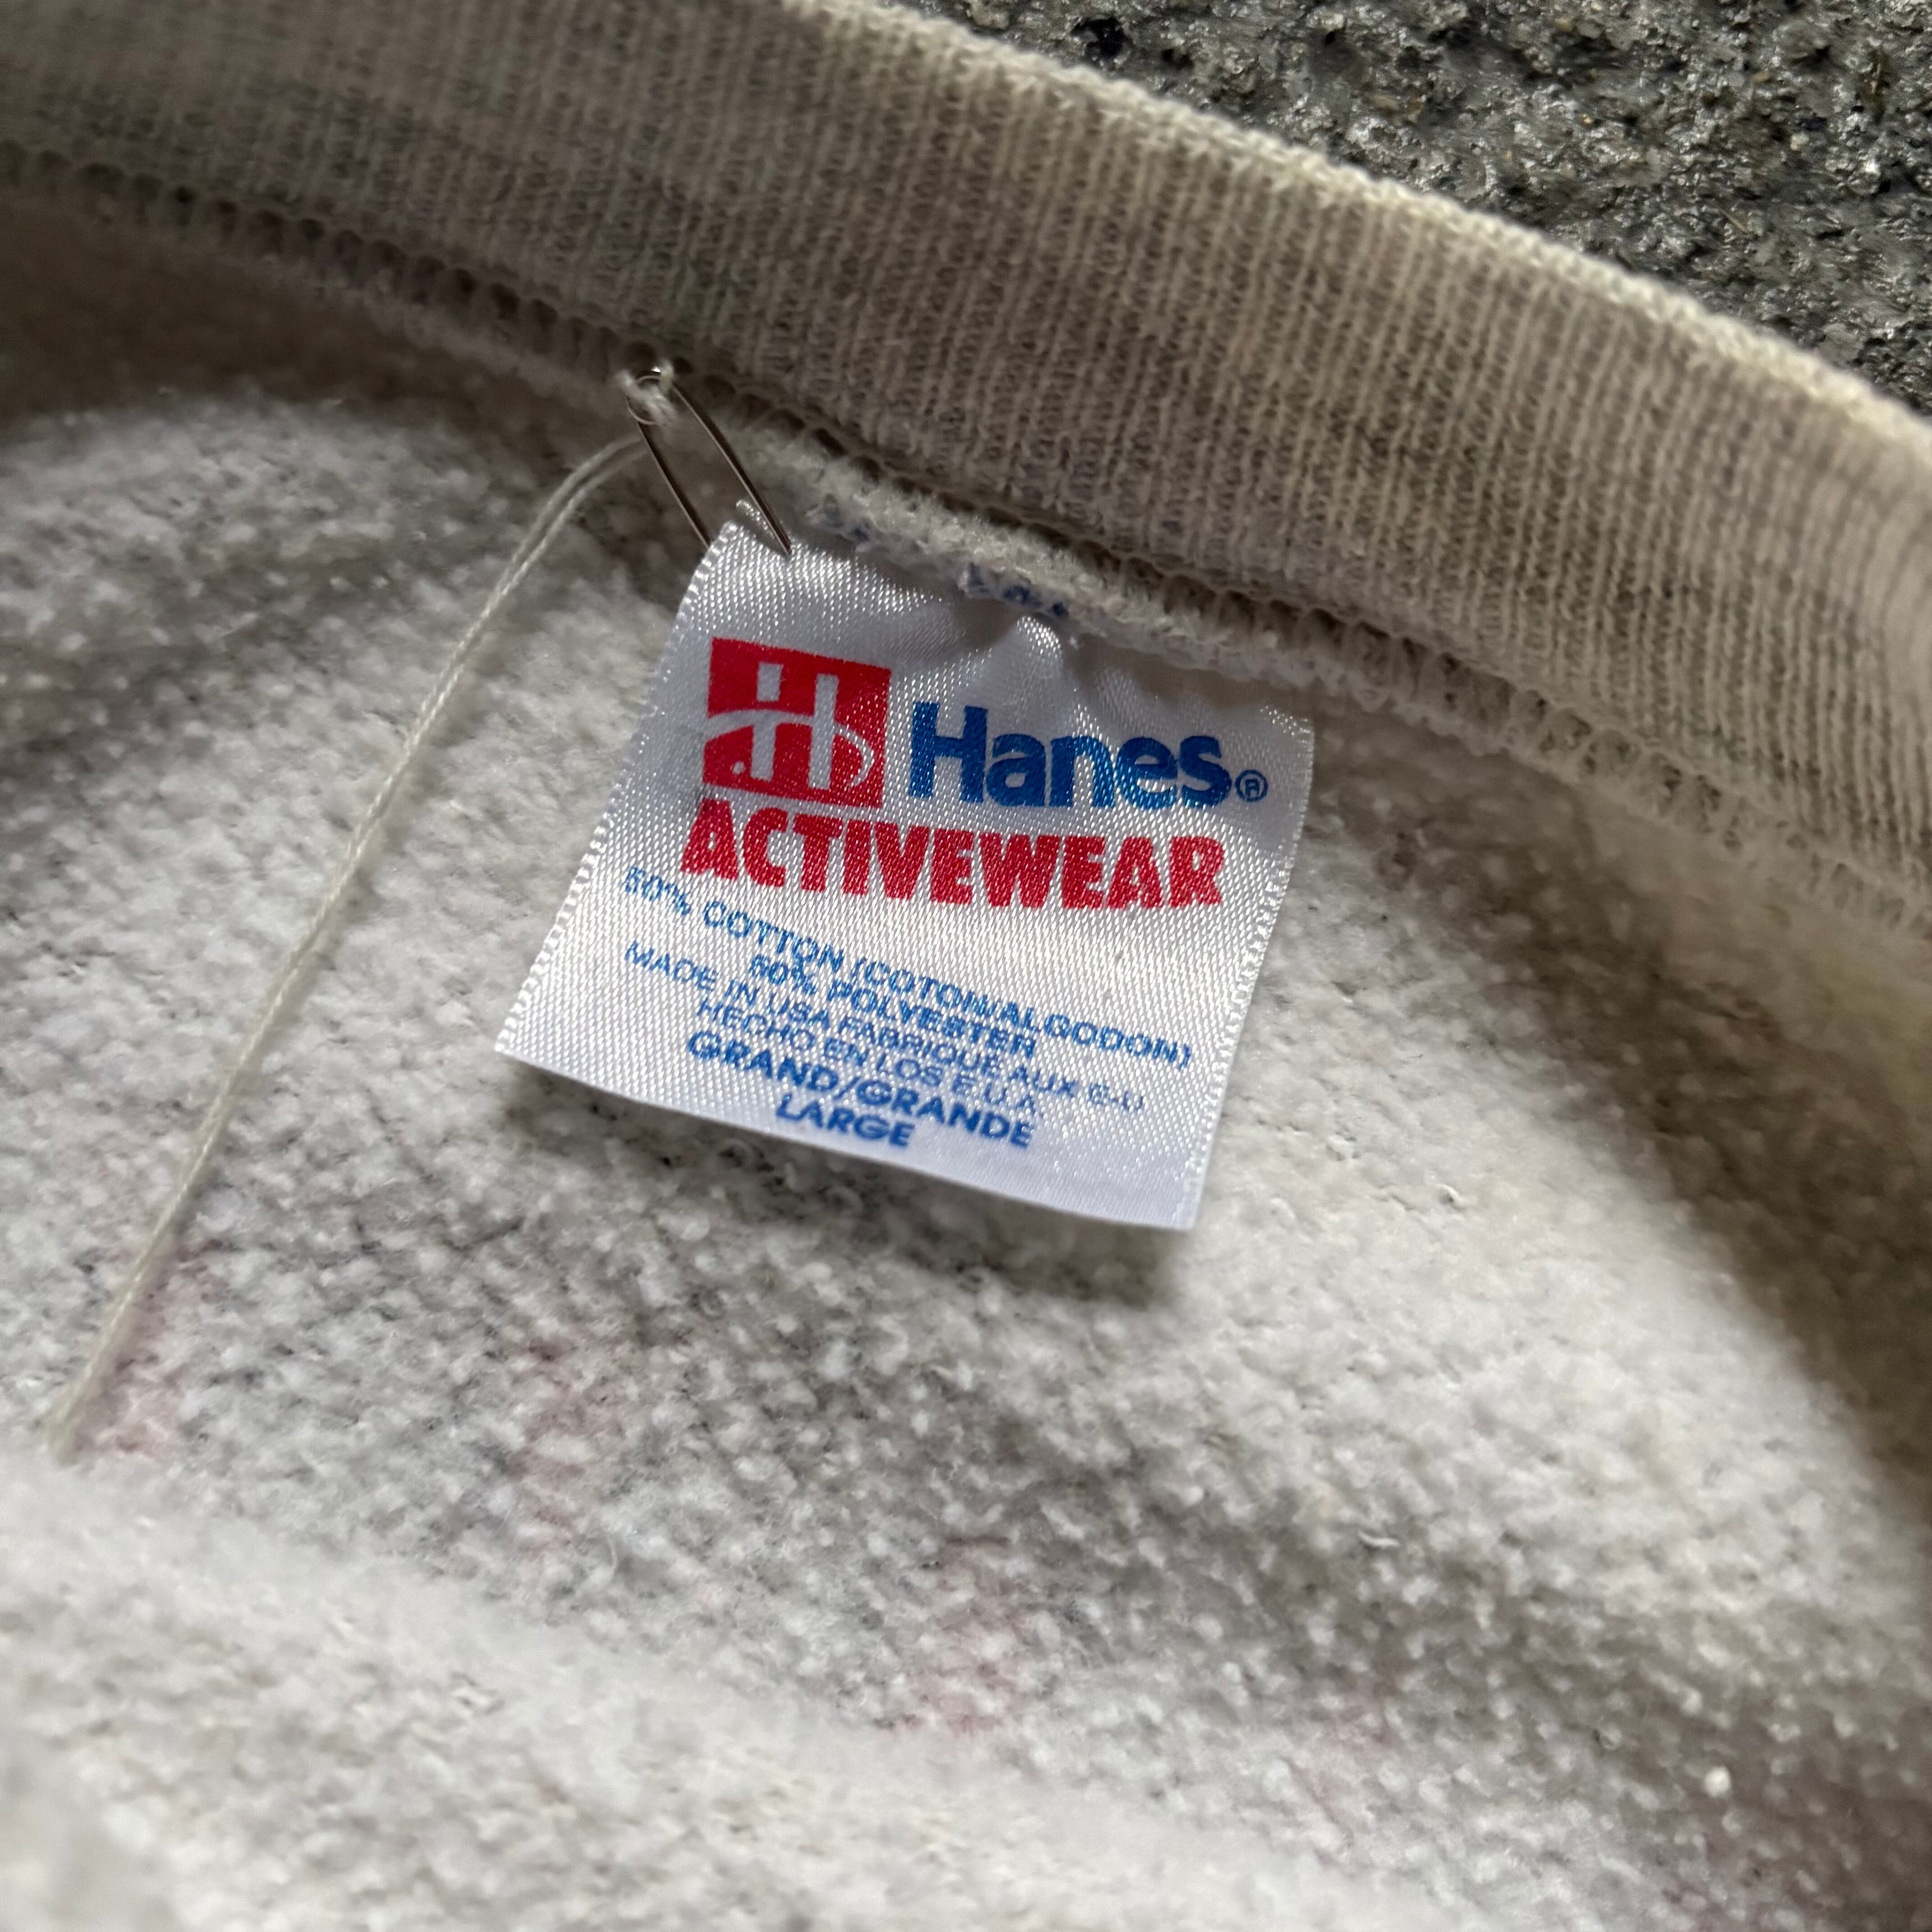 H Hanes®
ACTIVEWEAR
50% COTTON (COTON/ALGODON)
50% POLYESTER
MADE IN USA FABRIQUE AUX E-U
HECHO EN LOS E.U.A.
GRAND/GRANDE
LARGE